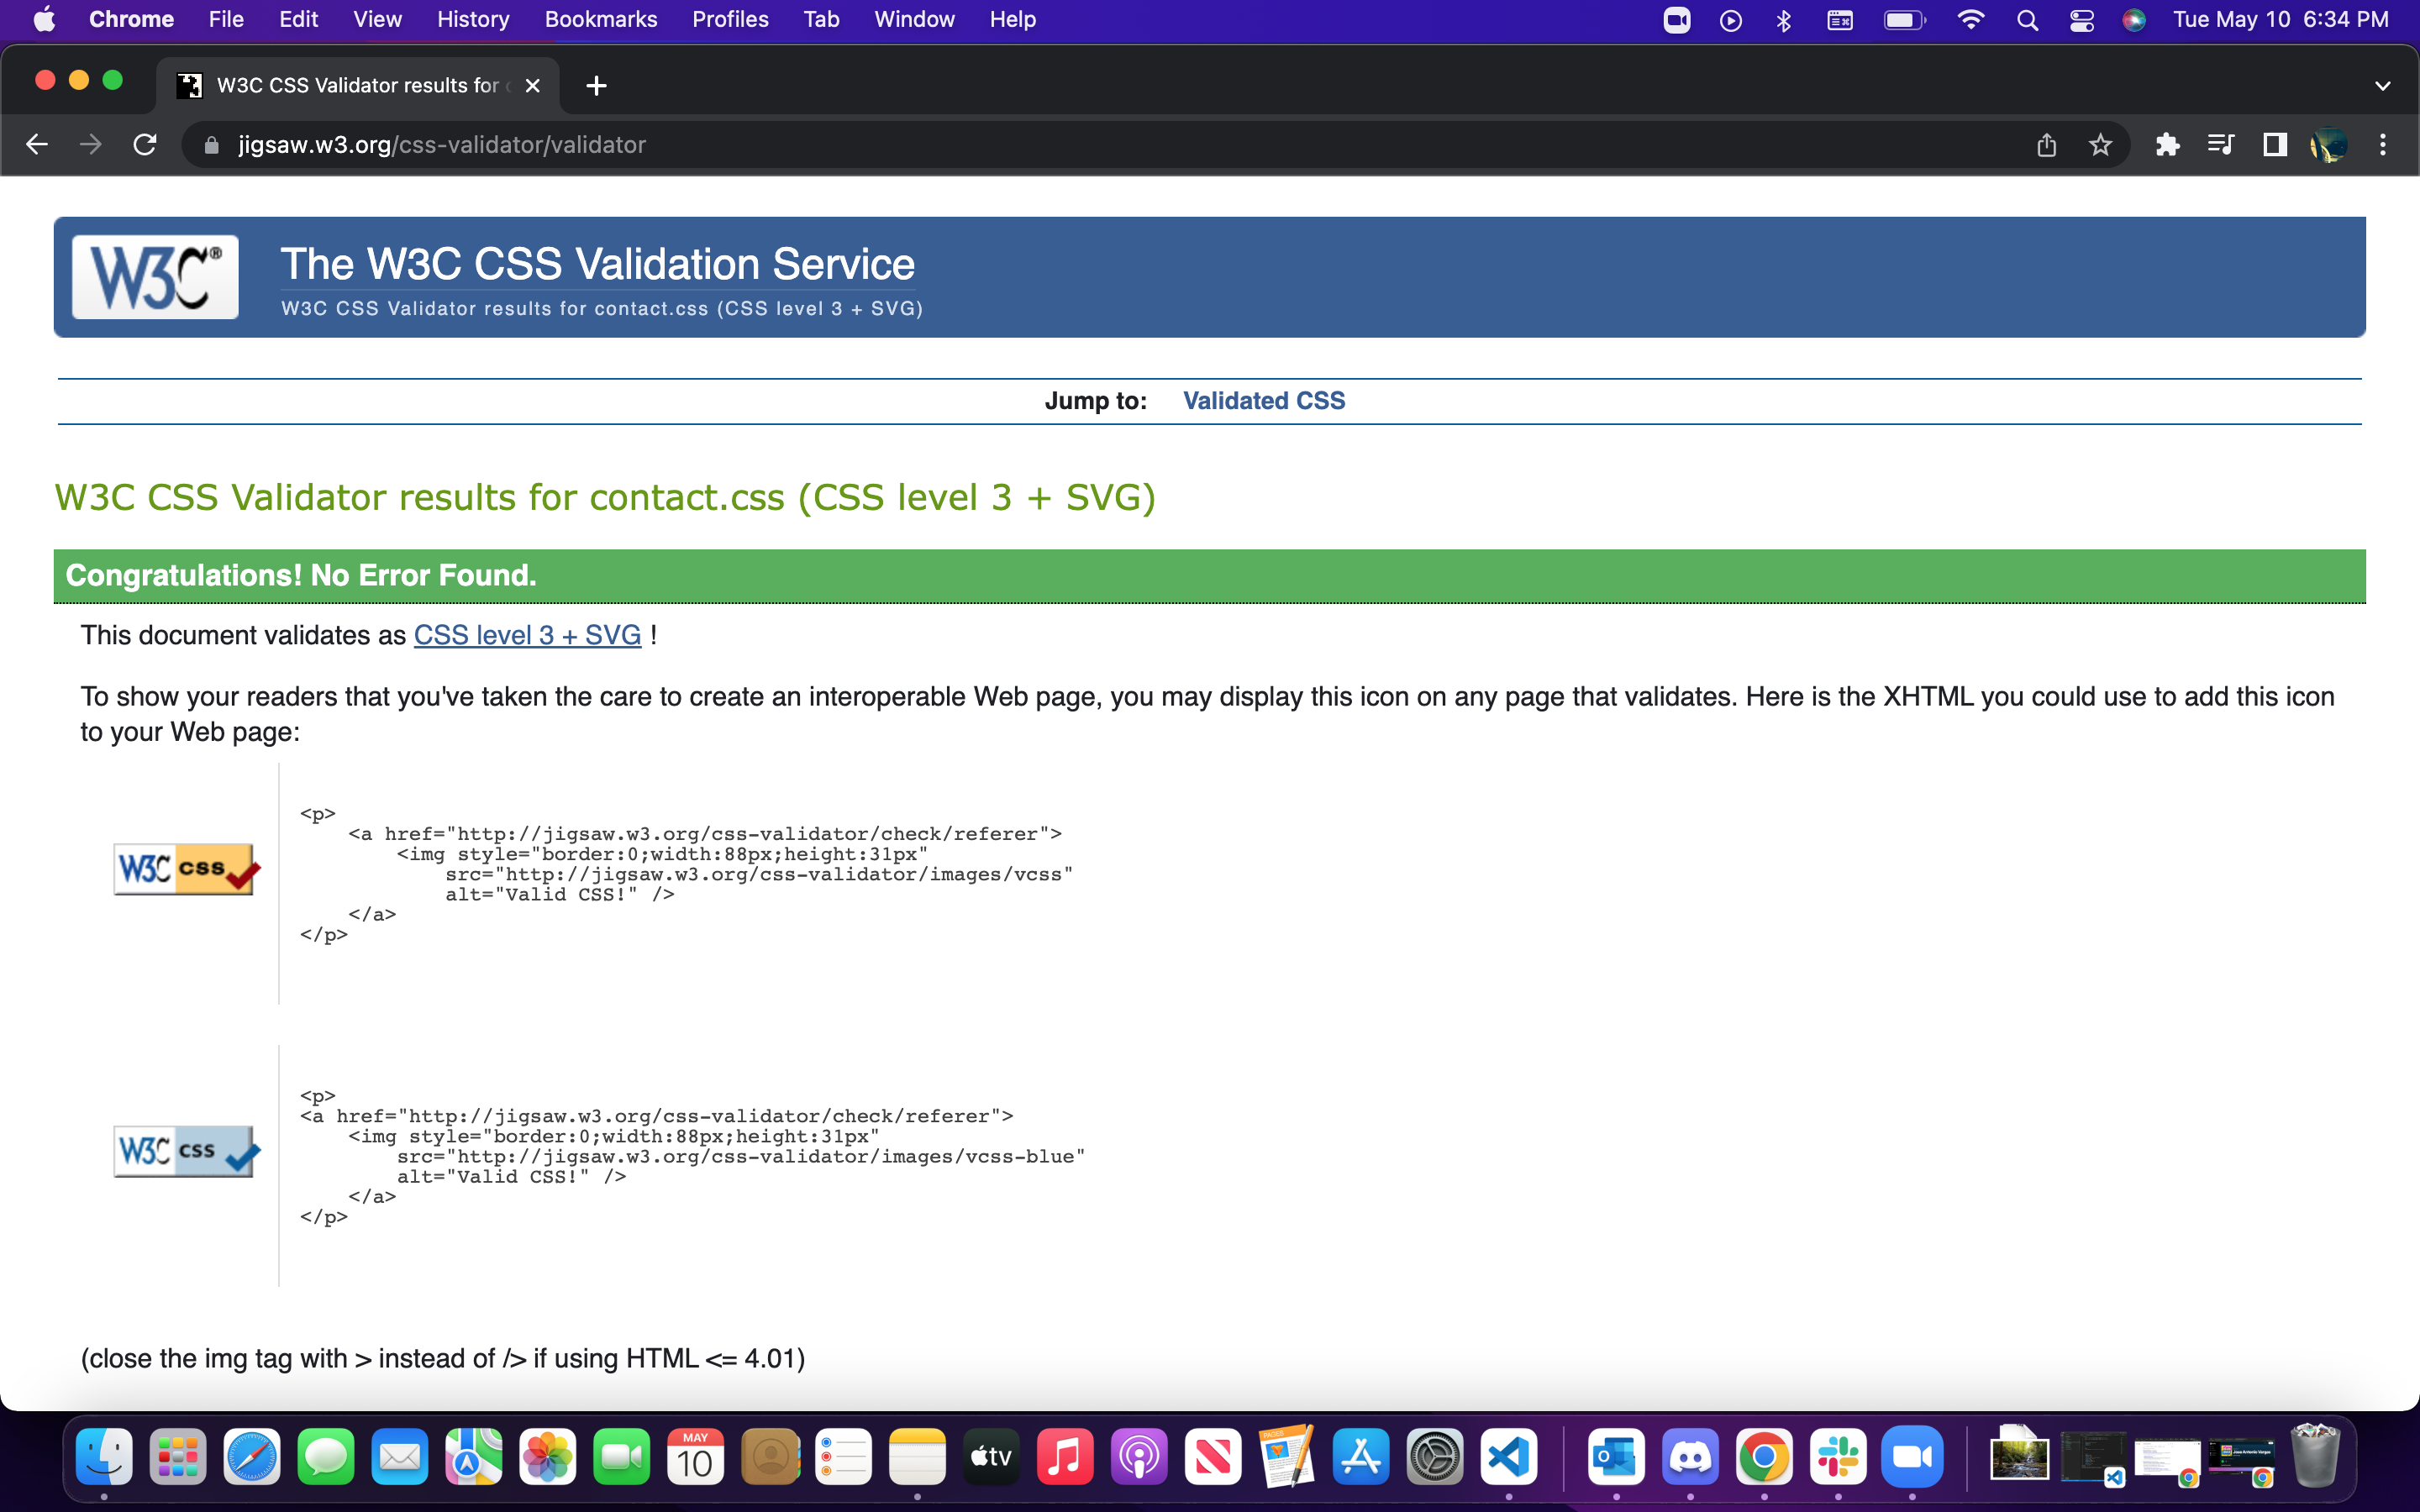 Chrome File Edit View History Bookmarks Profiles Tab Window Help Tue May 10 6:34 PM
W3C CSS Validator results for
jigsaw.w3.org/css-validator/validator
W3C® The W3C CSS Validation Service
W3C CSS Validator results for contact.css (CSS level 3 + SVG)
Jump to: Validated CSS
W3C CSS Validator results for contact.css (CSS level 3 + SVG)
Congratulations! No Error Found.
This document validates as CSS level 3 + SVG !
To show your readers that you've taken the care to create an interoperable Web page, you may display this icon on any page that validates. Here is the XHTML you could use to add this icon
to your Web page:
W3C css
<p>
<a href="http://jigsaw.w3.org/css-validator/check/referer">
<img style="border:0;width:88px;height:31px"
src="http://jigsaw.w3.org/css-validator/images/vcss"
alt="Valid CSS!" />
</a>
</p>
W3C css
<p>
<a href="http://jigsaw.w3.org/css-validator/check/referer">
<img style="border:0;width:88px;height:31px"
src="http://jigsaw.w3.org/css-validator/images/vcss-blue"
alt="Valid CSS!" />
</a>
</p>
(close the img tag with > instead of /> if using HTML <= 4.01)
MAY
10
tv
PAGES